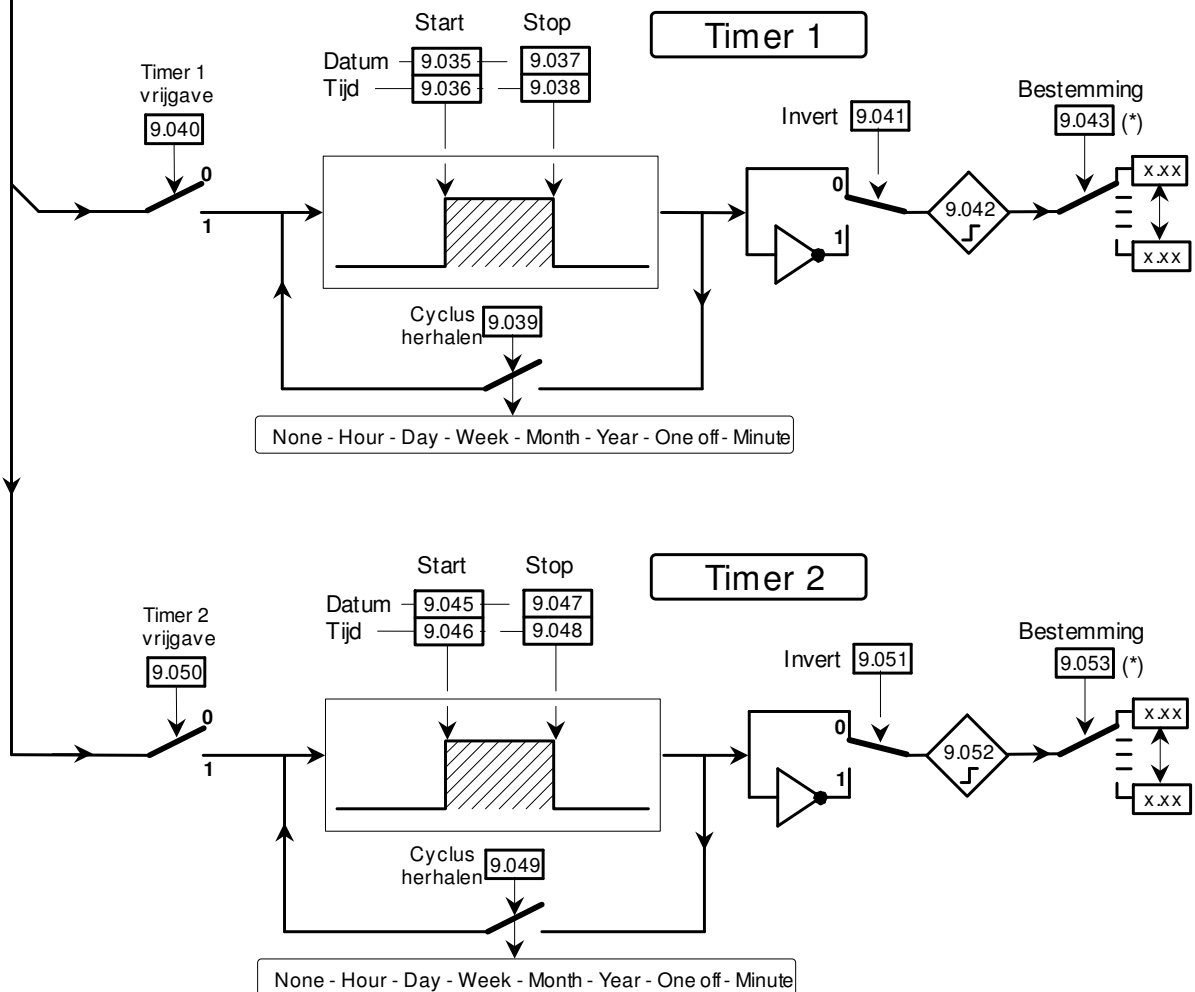 Start Stop Timer 1
Datum 9.035 9.037
Tijd 9.036 9.038
Timer 1
vrijgave
9.040
Invert 9.041
Bestemming
9.043 (*)
0
1
0
1
9.042
x.xx
x.xx
Cyclus
herhalen
9.039
None - Hour - Day - Week - Month - Year - One off - Minute
Start Stop Timer 2
Datum 9.045 9.047
Tijd 9.046 9.048
Timer 2
vrijgave
9.050
Invert 9.051
Bestemming
9.053 (*)
0
1
0
1
9.052
x.xx
x.xx
Cyclus
herhalen
9.049
None - Hour - Day - Week - Month - Year - One off - Minute